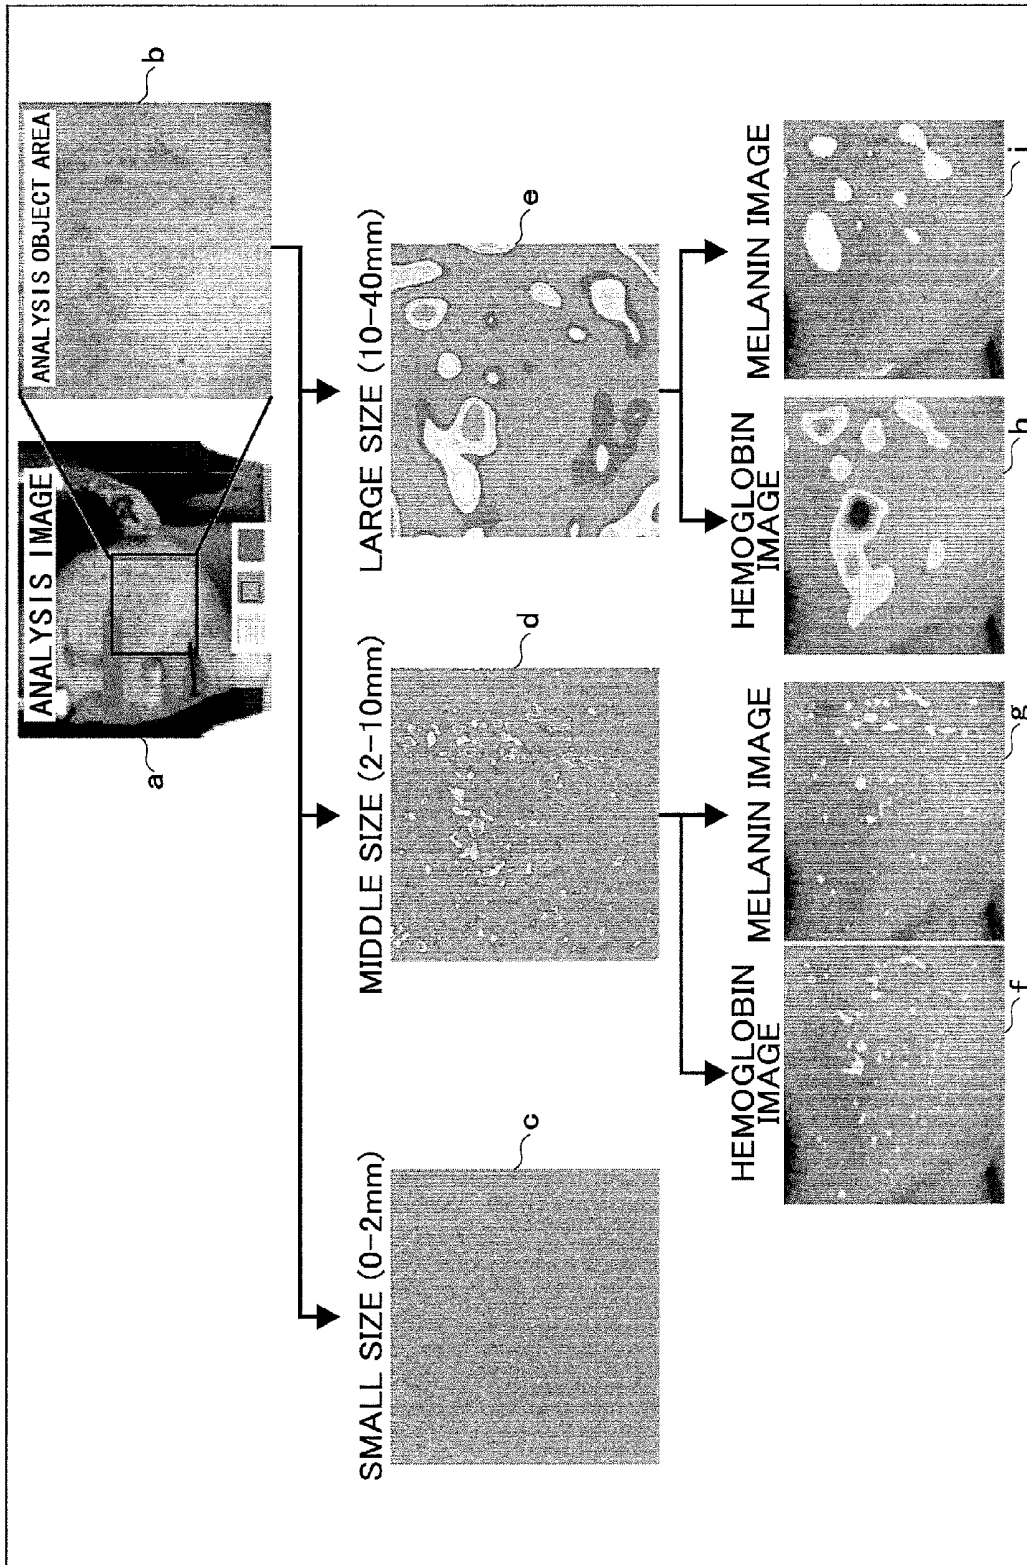 ANALYSIS IMAGE
a
ANALYSIS OBJECT AREA
b
SMALL SIZE (0-2mm)
c
MIDDLE SIZE (2-10mm)
d
LARGE SIZE (10-40mm)
e
HEMOGLOBIN
IMAGE
f
MELANIN IMAGE
g
HEMOGLOBIN
IMAGE
h
MELANIN IMAGE
i